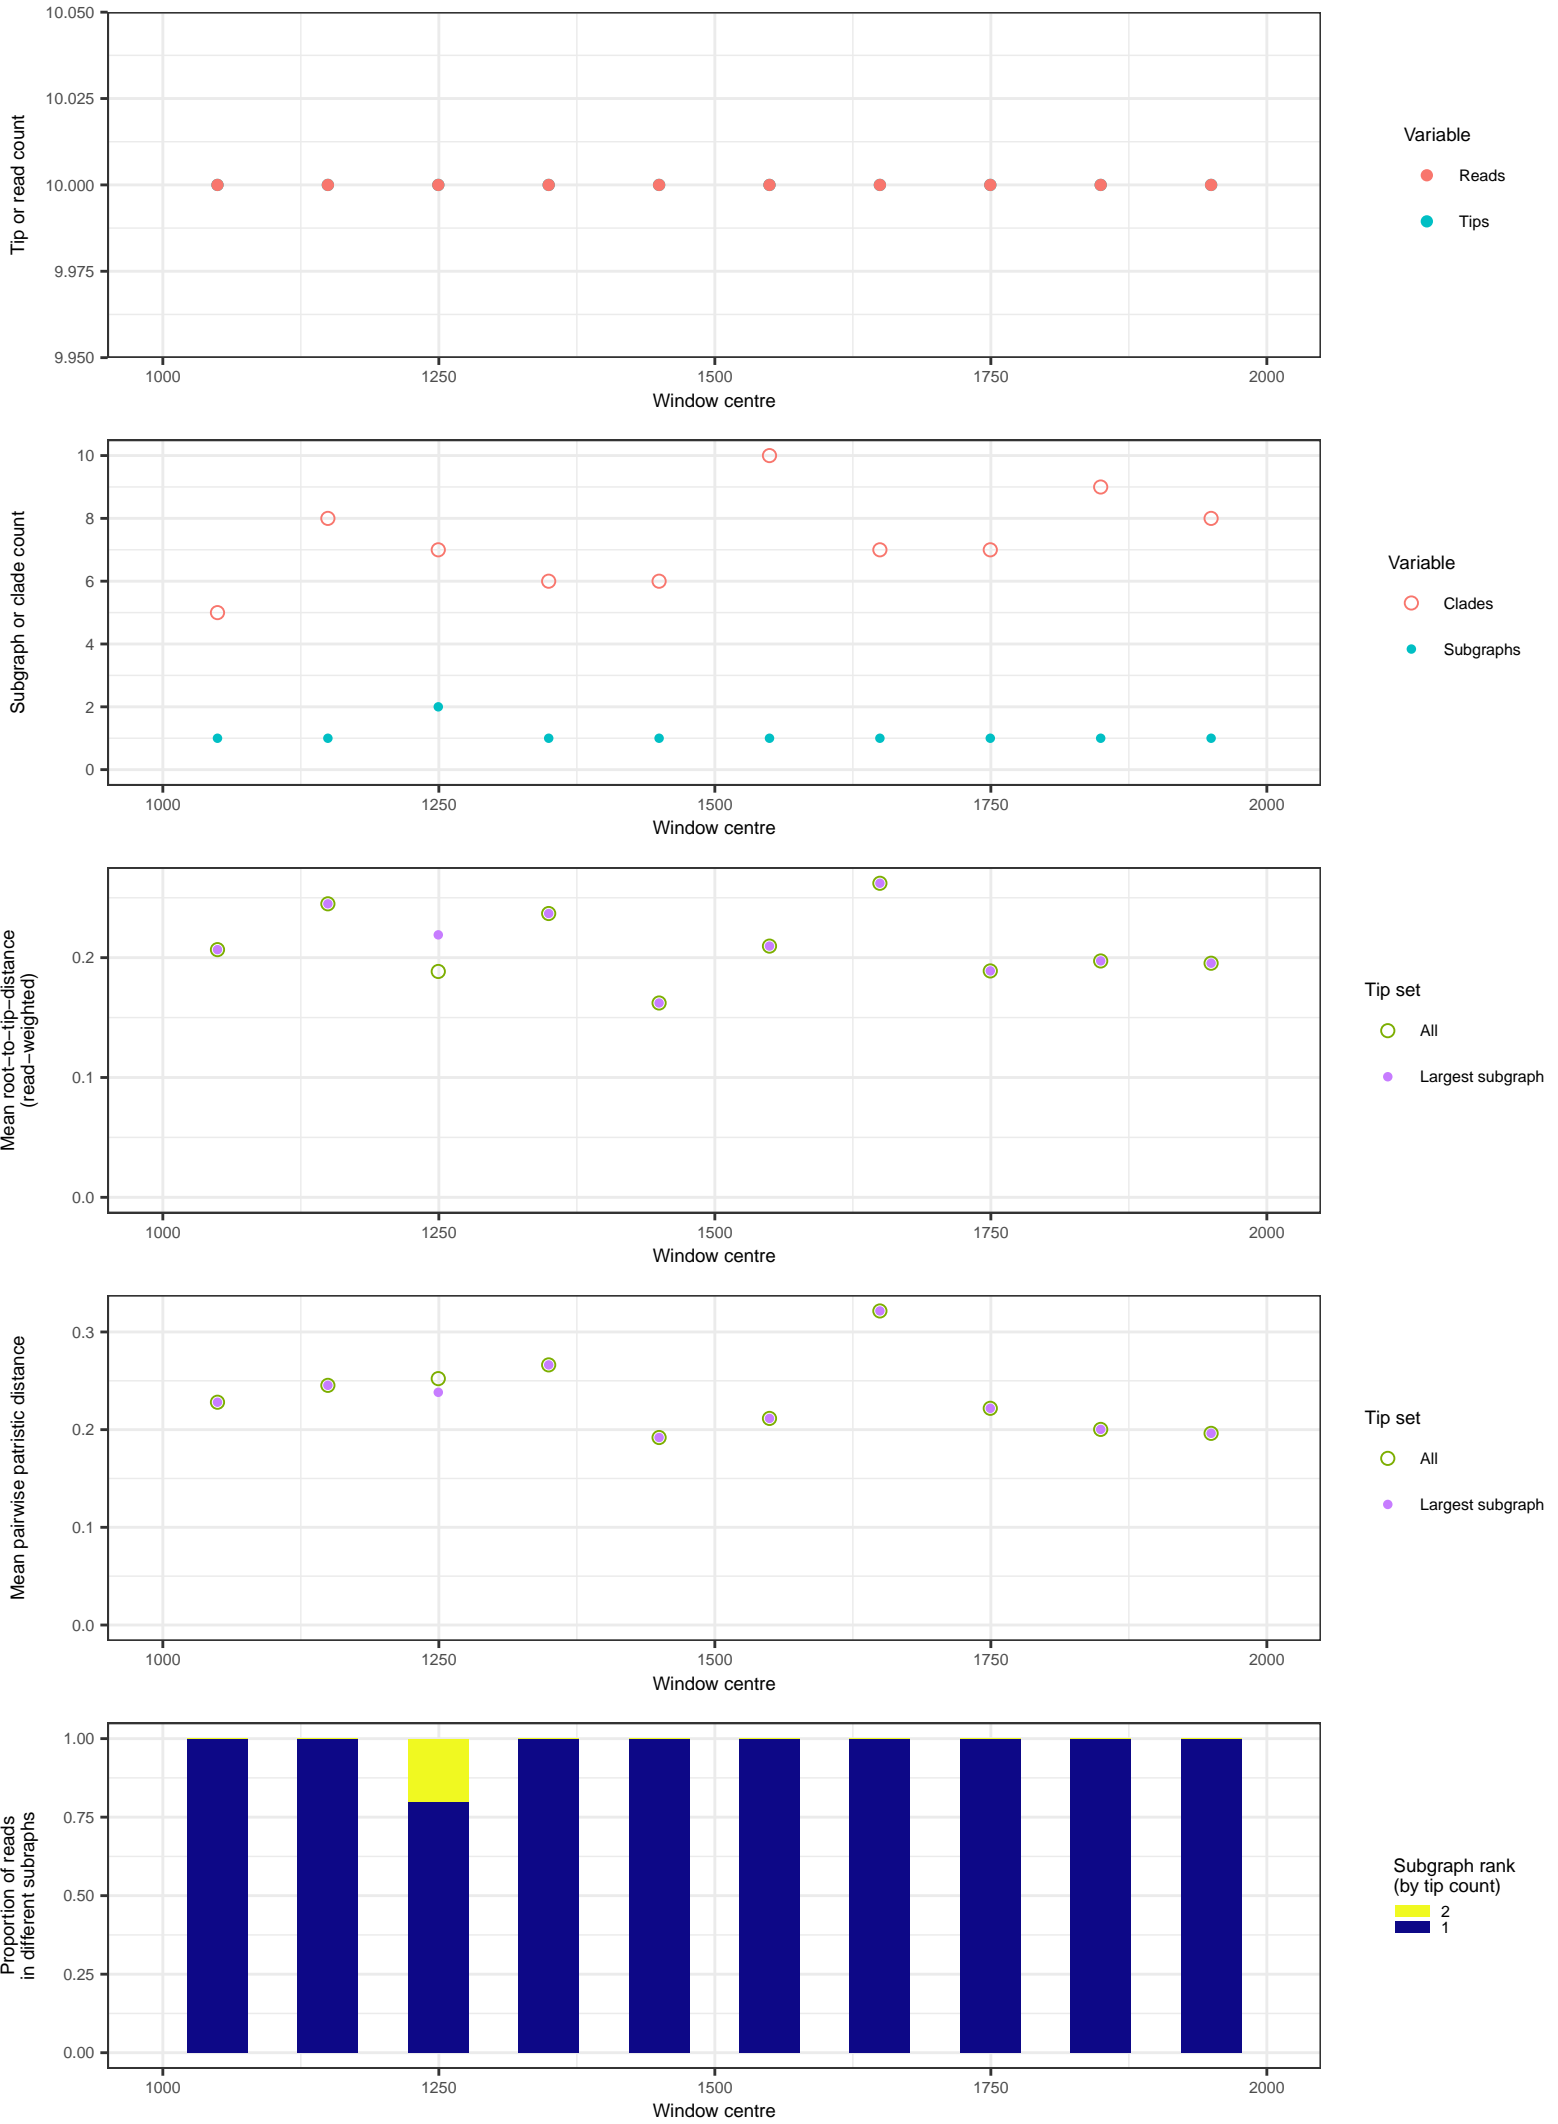 10.050
10.025
10.000
9.975
9.950
Tip or read count
1000 1250 1500 1750 2000
Window centre
Variable
Reads
Tips
10
8
6
4
2
0
Subgraph or clade count
1000 1250 1500 1750 2000
Window centre
Variable
Clades
Subgraphs
0.2
0.1
0.0
Mean root−to−tip−distance
(read−weighted)
1000 1250 1500 1750 2000
Window centre
Tip set
All
Largest subgraph
0.3
0.2
0.1
0.0
Mean pairwise patristic distance
1000 1250 1500 1750 2000
Window centre
Tip set
All
Largest subgraph
1.00
0.75
0.50
0.25
0.00
Proportion of reads
in different subraphs
1000 1250 1500 1750 2000
Window centre
Subgraph rank
(by tip count)
2
1